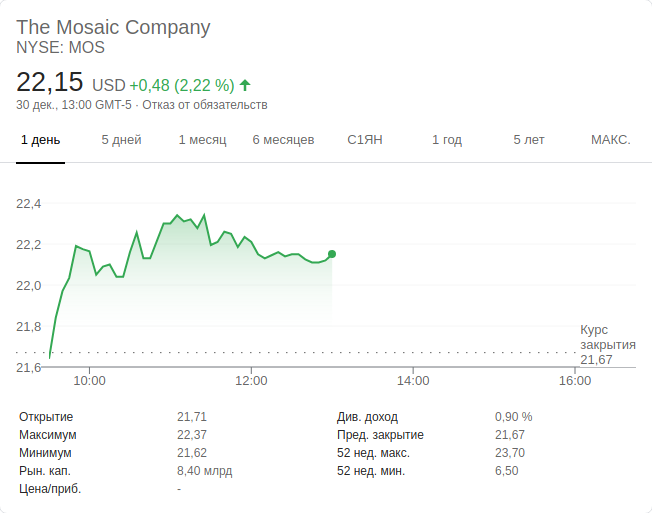 The Mosaic Company
NYSE: MOS
22,15 USD +0,48 (2,22 %)
30 дек., 13:00 GMT-5 · Отказ от обязательств
1 день 5 дней 1 месяц 6 месяцев С1ЯН 1 год 5 лет МАКС.
22,4
22,2
22,0
21,8
21,6
Курс
закрытия
21,67
10:00 12:00 14:00 16:00
Открытие 21,71 Див. доход 0,90 %
Максимум 22,37 Пред. закрытие 21,67
Минимум 21,62 52 нед. макс. 23,70
Рын. кап. 8,40 млрд 52 нед. мин. 6,50
Цена/приб. -